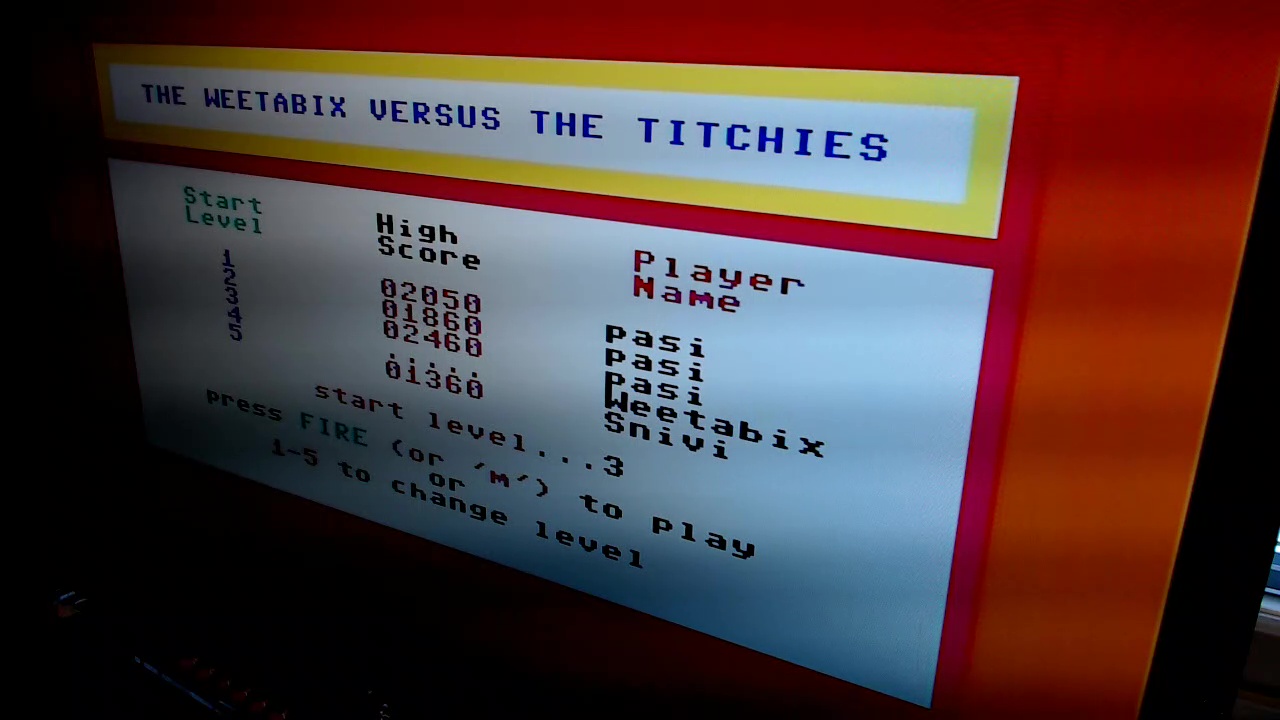 THE WEETABIX VERSUS THE TITCHIES
Start Level High Score Player Name
1 02050 pasi
2 01860 pasi
3 02460 pasi
4 ..... Weetabix
5 01360 Snivi
start level...3
press FIRE (or 'm') to play
or
1-5 to change level